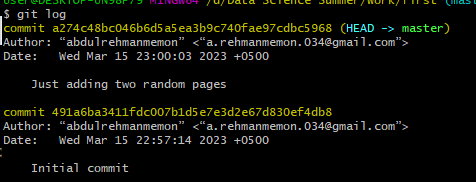 MINGW64 /d/Data Science Summer/Work/First
$ git log
commit a274c48bc046b6d5a5ea3b9c740fae97cdbc5968 (HEAD -> master)
Author: “abdulrehmanmemon” <“a.rehmanmemon.034@gmail.com”>
Date:   Wed Mar 15 23:00:03 2023 +0500
Just adding two random pages
commit 491a6ba3411fdc007b1d5e7e3d2e67d830ef4db8
Author: “abdulrehmanmemon” <“a.rehmanmemon.034@gmail.com”>
Date:   Wed Mar 15 22:57:14 2023 +0500
Initial commit